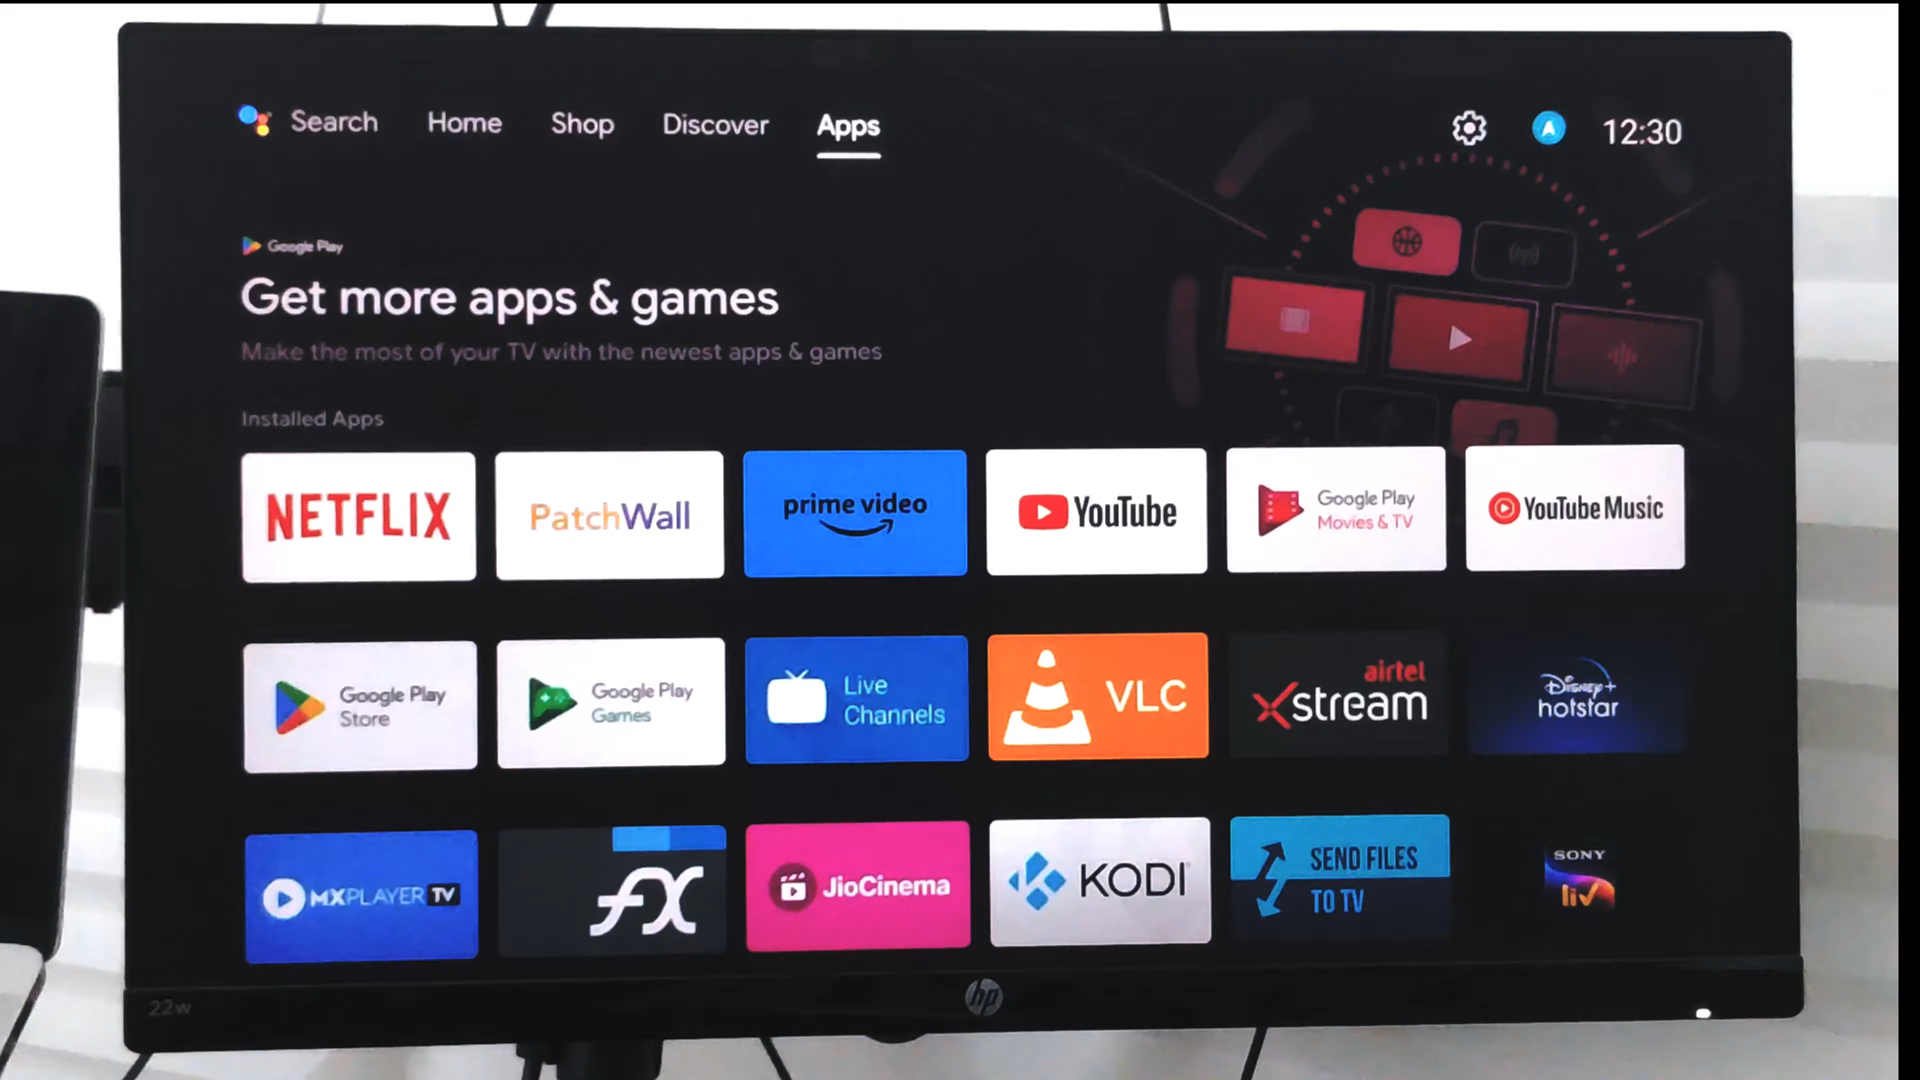 Search Home Shop Discover Apps
A 12:30
Google Play
Get more apps & games
Make the most of your TV with the newest apps & games
Installed Apps
NETFLIX
PatchWall
prime video
YouTube
Google Play
Movies & TV
YouTube Music
Google Play
Store
Google Play
Games
Live
Channels
VLC
airtel
Xstream
Disney+
hotstar
MXPLAYER TV
fX
JioCinema
KODI
SEND FILES
TO TV
SONY
liv
22w
hp